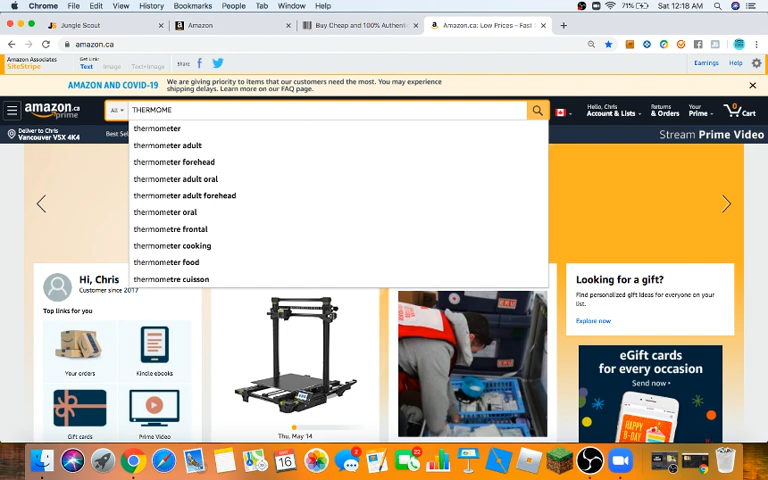 Chrome File Edit View History Bookmarks People Tab Window Help
71% Sat 12:18 AM
Jungle Scout
Amazon
Buy Cheap and 100% Authenti
Amazon.ca: Low Prices – Fast
amazon.ca
Amazon Associates
SiteStripe
Get Link:
Text Image Text+Image
Share
Earnings Help
AMAZON AND COVID-19
We are giving priority to items that our customers need the most. You may experience
shipping delays. Learn more on our FAQ page.
amazon.ca
prime
All
THERMOME
Hello, Chris
Account & Lists
Returns
& Orders
Your
Prime
0
Cart
Deliver to Chris
Vancouver V5X 4K4
Best Sel
Stream Prime Video
thermometer
thermometer adult
thermometer forehead
thermometer adult oral
thermometer adult forehead
thermometer oral
thermometre frontal
thermometer cooking
thermometer food
thermometre cuisson
Hi, Chris
Customer since 2017
Top links for you
Your orders
Kindle ebooks
Gift cards
Prime Video
Thu, May 14
Looking for a gift?
Find personalized gift ideas for everyone on your
list.
Explore now
eGift cards
for every occasion
Send now
HAPPY
B-DAY
MAY
16
2
22